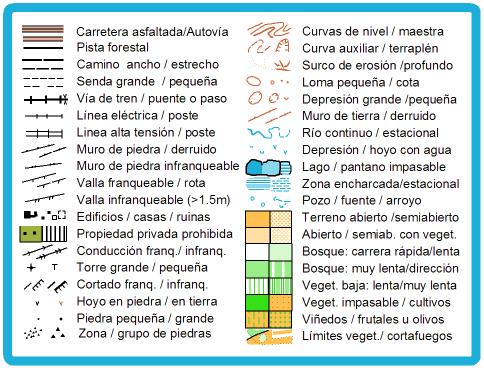 Carretera asfaltada/Autovía
Pista forestal
Camino ancho / estrecho
Senda grande / pequeña
Vía de tren / puente o paso
Línea eléctrica / poste
Linea alta tensión / poste
Muro de piedra / derruido
Muro de piedra infranqueable
Valla franqueable / rota
Valla infranqueable (>1.5m)
Edificios / casas / ruinas
Propiedad privada prohibida
Conducción franq./ infranq.
Torre grande / pequeña
Cortado franq. / infranq.
Hoyo en piedra / en tierra
Piedra pequeña / grande
Zona / grupo de piedras
Curvas de nivel / maestra
Curva auxiliar / terraplén
Surco de erosión /profundo
Loma pequeña / cota
Depresión grande /pequeña
Muro de tierra / derruido
Río continuo / estacional
Depresión / hoyo con agua
Lago / pantano impasable
Zona encharcada/estacional
Pozo / fuente / arroyo
Terreno abierto /semiabierto
Abierto / semiab. con veget.
Bosque: carrera rápida/lenta
Bosque: muy lenta/dirección
Veget. baja: lenta/muy lenta
Veget. impasable / cultivos
Viñedos / frutales u olivos
Límites veget./ cortafuegos